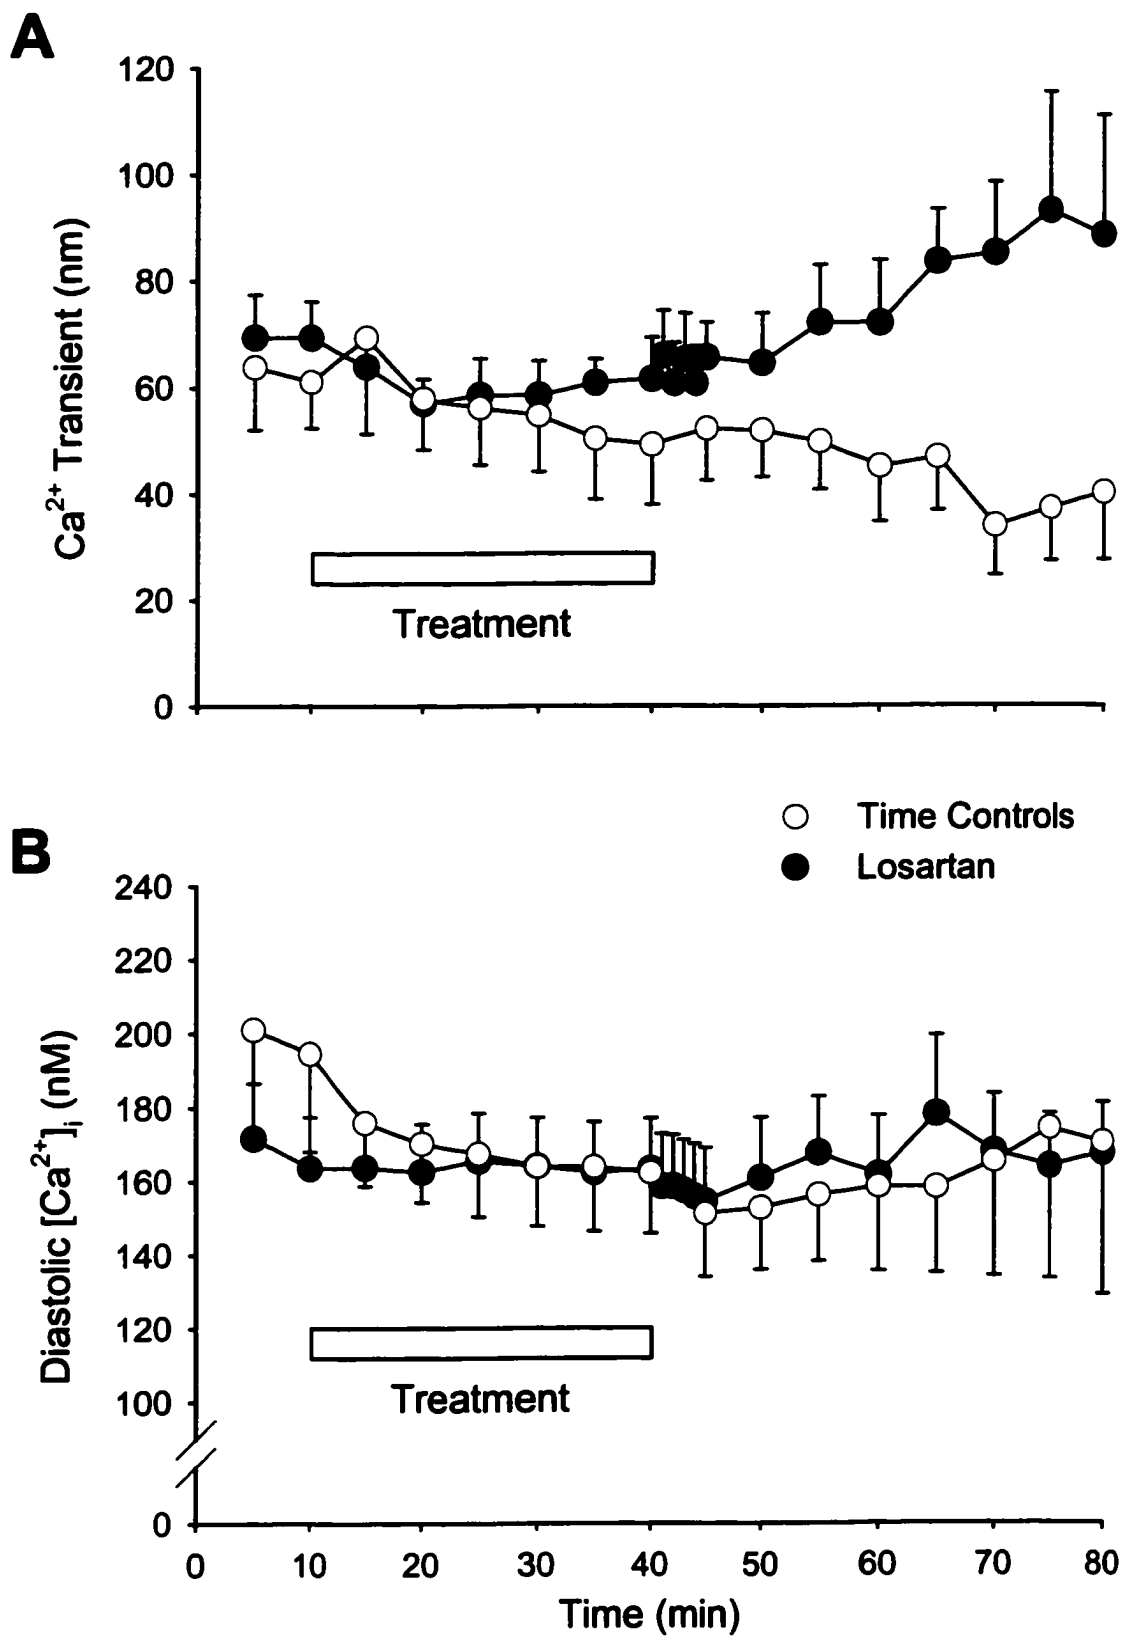 A
120
100
80
60
40
20
0
Ca2+ Transient (nm)
Treatment
Time Controls
Losartan
B
240
220
200
180
160
140
120
100
0
Diastolic [Ca2+]i (nM)
Treatment
0 10 20 30 40 50 60 70 80
Time (min)